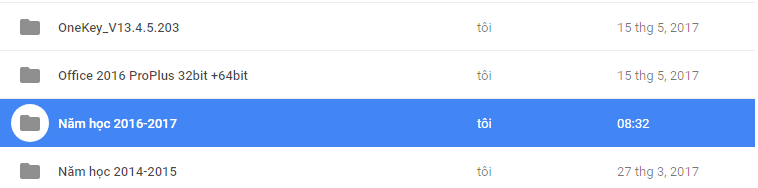 OneKey_V13.4.5.203 tôi 15 thg 5, 2017
Office 2016 ProPlus 32bit +64bit tôi 15 thg 5, 2017
Năm học 2016-2017 tôi 08:32
Năm học 2014-2015 tôi 27 thg 3, 2017